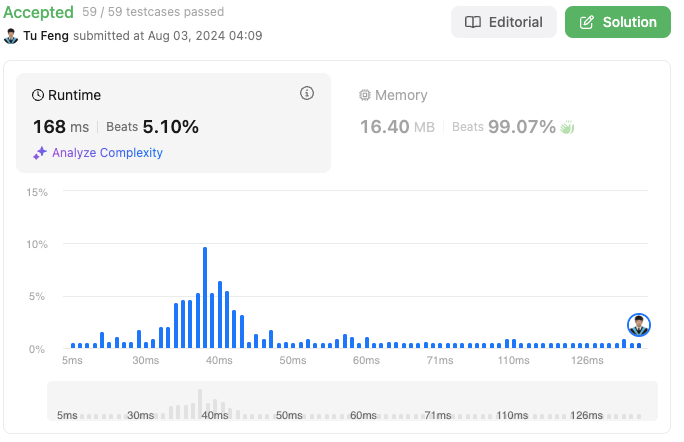 Accepted 59 / 59 testcases passed
Editorial
Solution
Tu Feng submitted at Aug 03, 2024 04:09
Runtime
168 ms Beats 5.10%
Analyze Complexity
Memory
16.40 MB Beats 99.07%
15%
10%
5%
0%
5ms 30ms 40ms 50ms 60ms 71ms 110ms 126ms
5ms 30ms 40ms 50ms 60ms 71ms 110ms 126ms